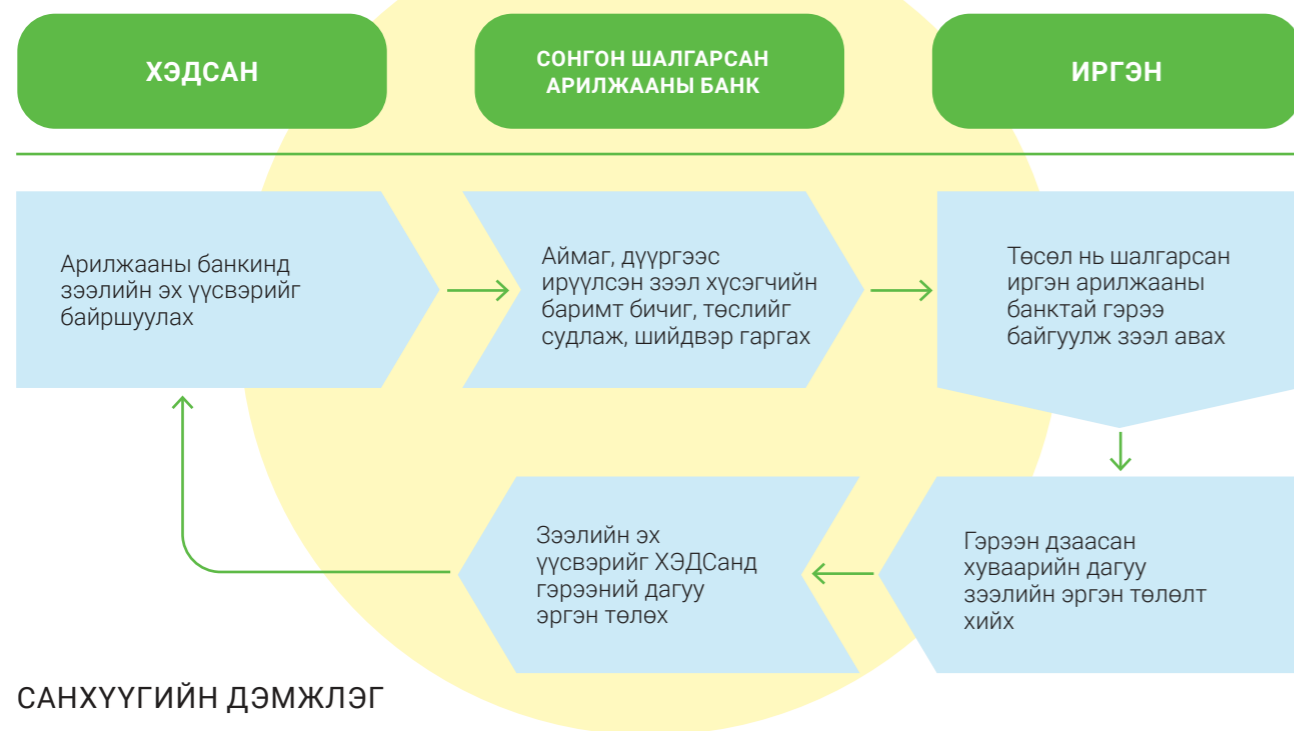 ХЭДСАН
СОНГОН ШАЛГАРСАН
АРИЛЖААНЫ БАНК
ИРГЭН
Арилжааны банкинд
зээлийн эх үүсвэрийг
байршуулах
Аймаг, дүүргээс
ирүүлсэн зээл хүсэгчийн
баримт бичиг, төслийг
судлаж, шийдвэр гаргах
Төсөл нь шалгарсан
иргэн арилжааны
банктай гэрээ
байгуулж зээл авах
Гэрээн дзаасан
хуваарийн дагуу
зээлийн эргэн төлөлт
хийх
Зээлийн эх
үүсвэрийг ХЭДСанд
гэрээний дагуу
эргэн төлөх
САНХҮҮГИЙН ДЭМЖЛЭГ